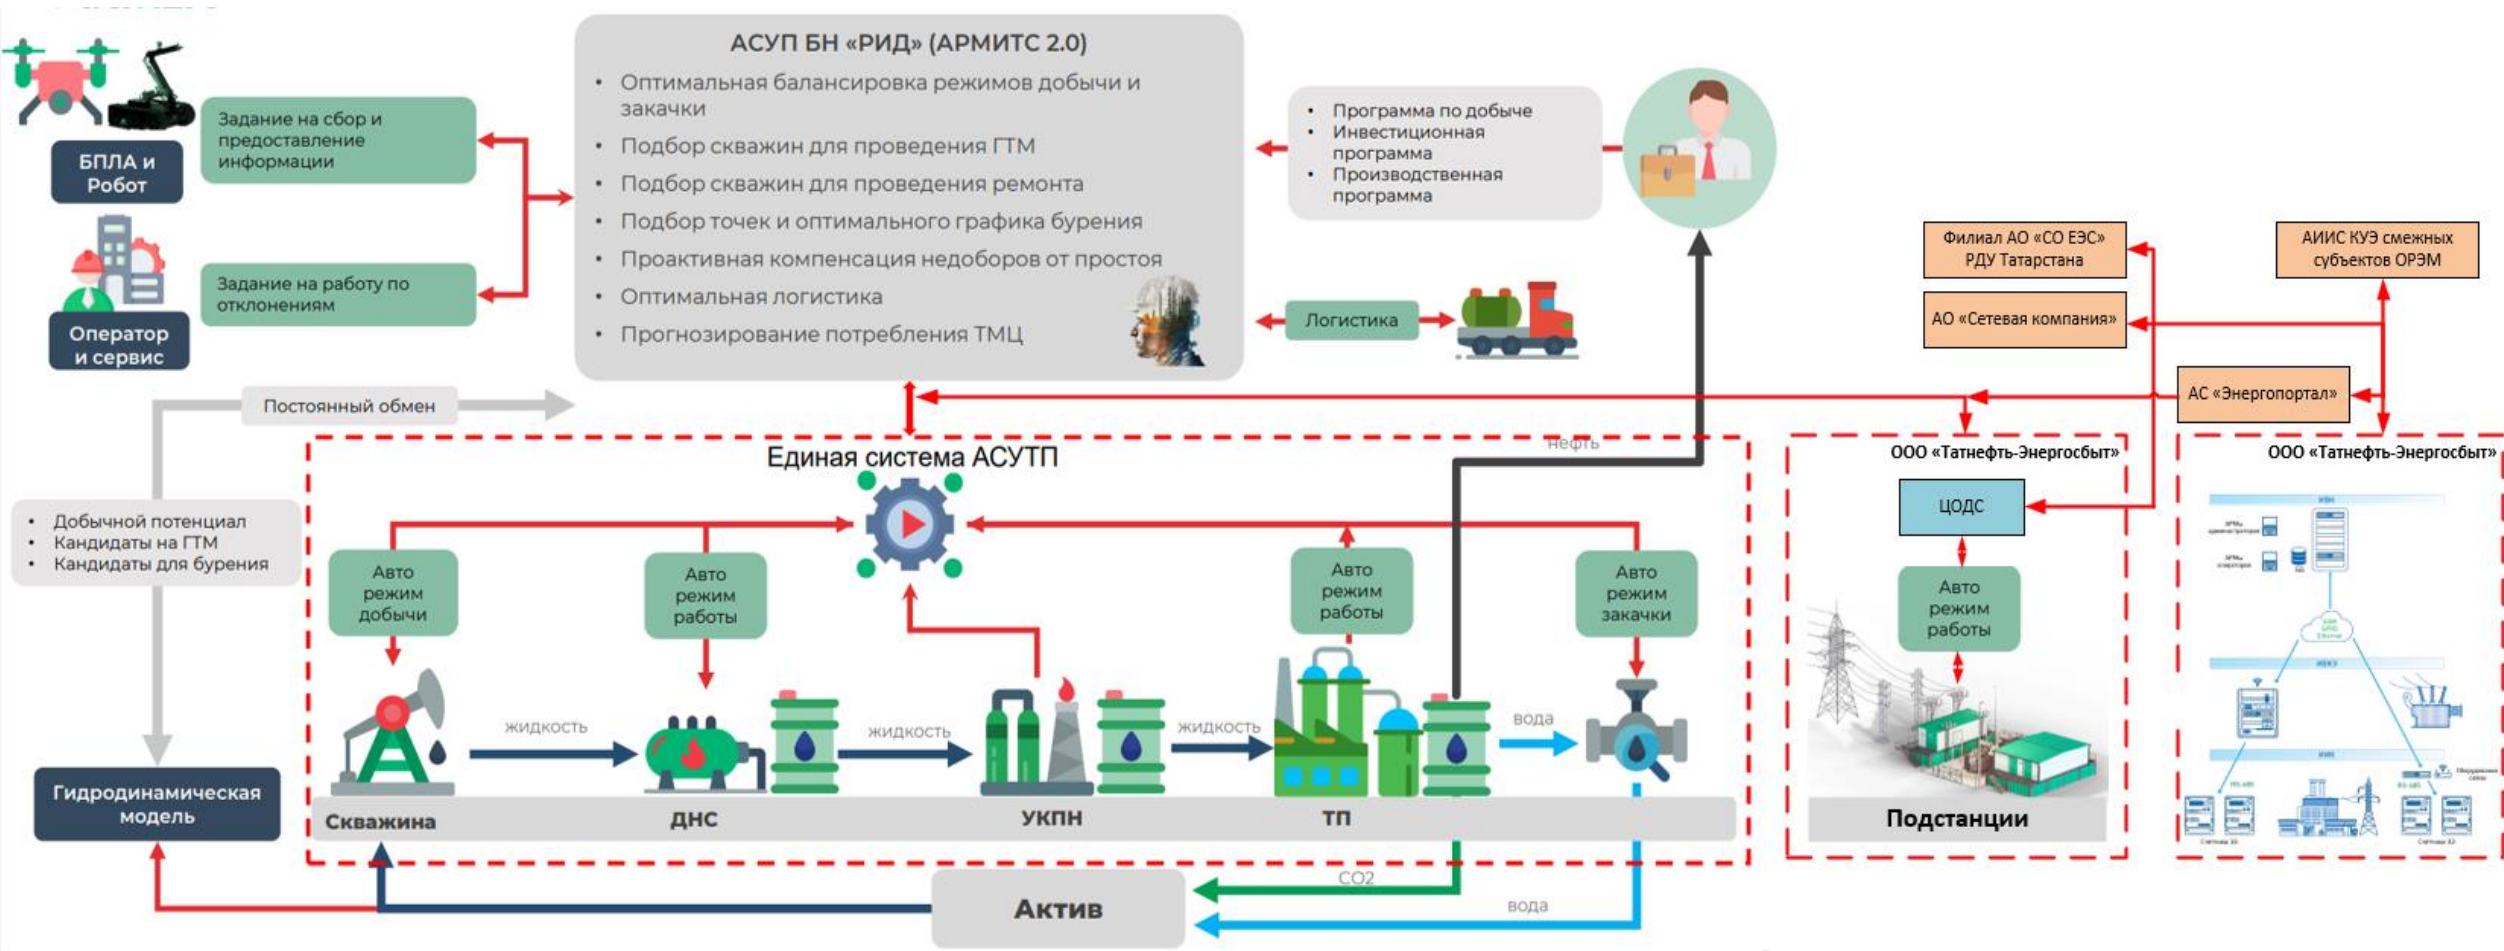 АСУП БН «РИД» (АРМИТС 2.0)
• Оптимальная балансировка режимов добычи и
закачки
• Подбор скважин для проведения ГТМ
• Подбор скважин для проведения ремонта
• Подбор точек и оптимального графика бурения
• Проактивная компенсация недоборов от простоя
• Оптимальная логистика
• Прогнозирование потребления ТМЦ
БПЛА и
Робот
Задание на сбор и
предоставление
информации
Оператор
и сервис
Задание на работу по
отклонениям
• Программа по добыче
• Инвестиционная
программа
• Производственная
программа
Логистика
Филиал АО «СО ЕЭС»
РДУ Татарстана
АО «Сетевая компания»
АИИС КУЭ смежных
субъектов ОРЭМ
АС «Энергопортал»
Постоянный обмен
• Добычной потенциал
• Кандидаты на ГТМ
• Кандидаты для бурения
Гидродинамическая
модель
Единая система АСУТП
нефть
Авто
режим
добычи
Авто
режим
работы
Авто
режим
работы
Авто
режим
закачки
жидкость
жидкость
жидкость
вода
Скважина
ДНС
УКПН
ТП
СО2
вода
Актив
ООО «Татнефть-Энергосбыт»
ЦОДС
Авто
режим
работы
Подстанции
ООО «Татнефть-Энергосбыт»